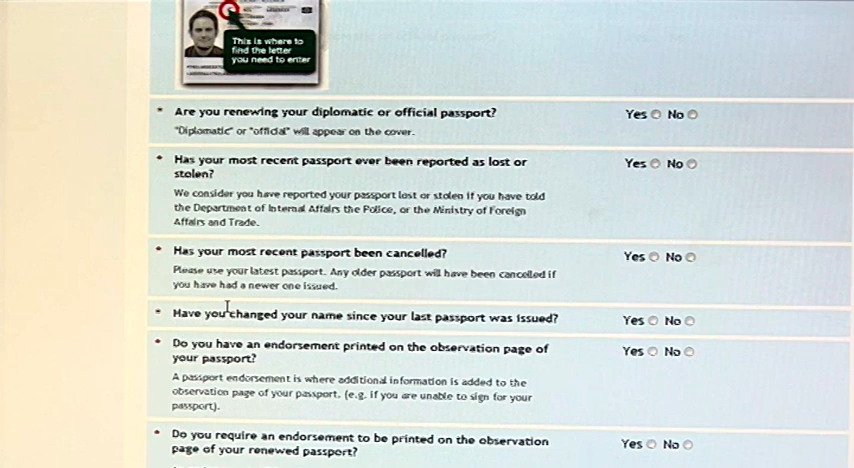 This is where to
find the letter
you need to enter
* Are you renewing your diplomatic or official passport? Yes No
"Diplomatic" or "official" will appear on the cover.
* Has your most recent passport ever been reported as lost or Yes No
stolen?
We consider you have reported your passport lost or stolen if you have told
the Department of Internal Affairs the Police, or the Ministry of Foreign
Affairs and Trade.
* Has your most recent passport been cancelled? Yes No
Please use your latest passport. Any older passport will have been cancelled if
you have had a newer one issued.
* Have you changed your name since your last passport was issued? Yes No
* Do you have an endorsement printed on the observation page of Yes No
your passport?
A passport endorsement is where additional information is added to the
observation page of your passport. (e.g. if you are unable to sign for your
passport).
* Do you require an endorsement to be printed on the observation Yes No
page of your renewed passport?